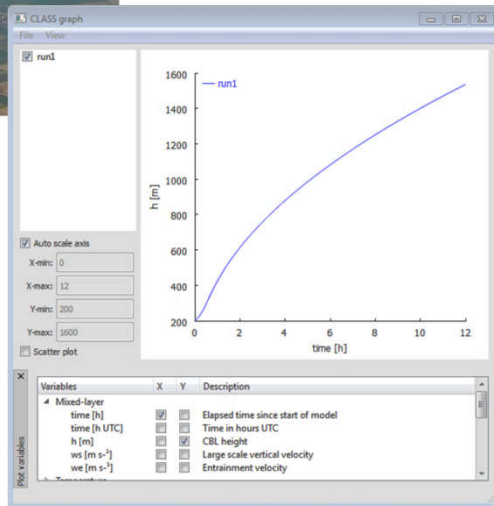 CLASS graph
File View
run1
1600
run1
1400
1200
1000
h [m]
800
600
400
200
0 2 4 6 8 10 12
time [h]
Auto scale axis
X-min: 0
X-max: 12
Y-min: 200
Y-max: 1600
Scatter plot
Plot variables
Variables X Y Description
Mixed-layer
time [h] Elapsed time since start of model
time [h UTC] Time in hours UTC
h [m] CBL height
ws [m s-¹] Large scale vertical velocity
we [m s-¹] Entrainment velocity